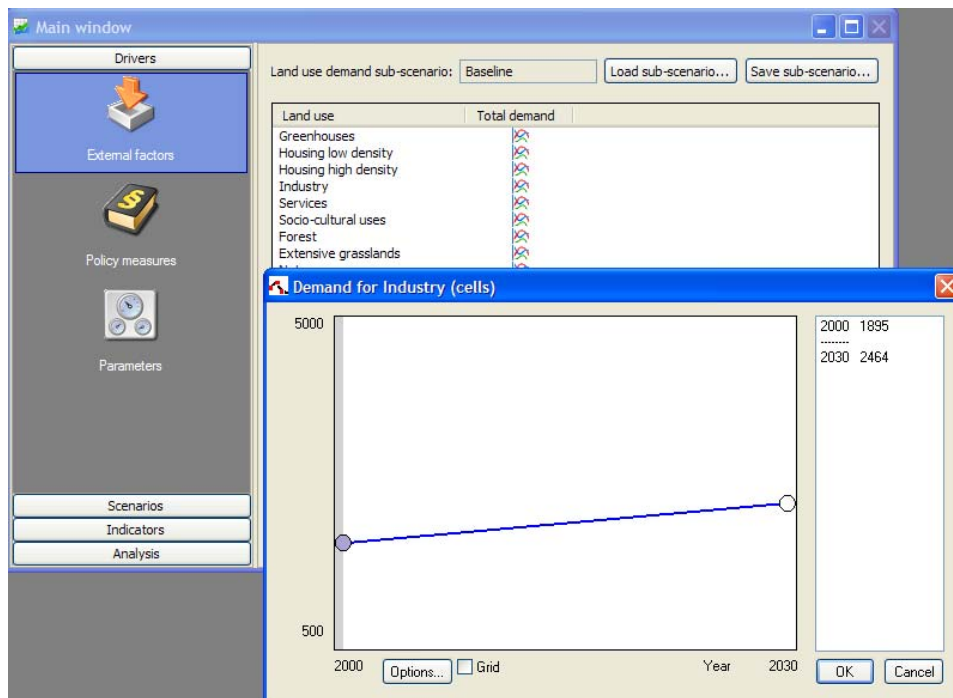 Main window
Drivers
External factors
Policy measures
Parameters
Scenarios
Indicators
Analysis
Land use demand sub-scenario: Baseline Load sub-scenario... Save sub-scenario...
Land use Total demand
Greenhouses
Housing low density
Housing high density
Industry
Services
Socio-cultural uses
Forest
Extensive grasslands
Demand for Industry (cells)
5000
500
2000 Options... Grid Year 2030
2000 1895
--------
2030 2464
OK Cancel